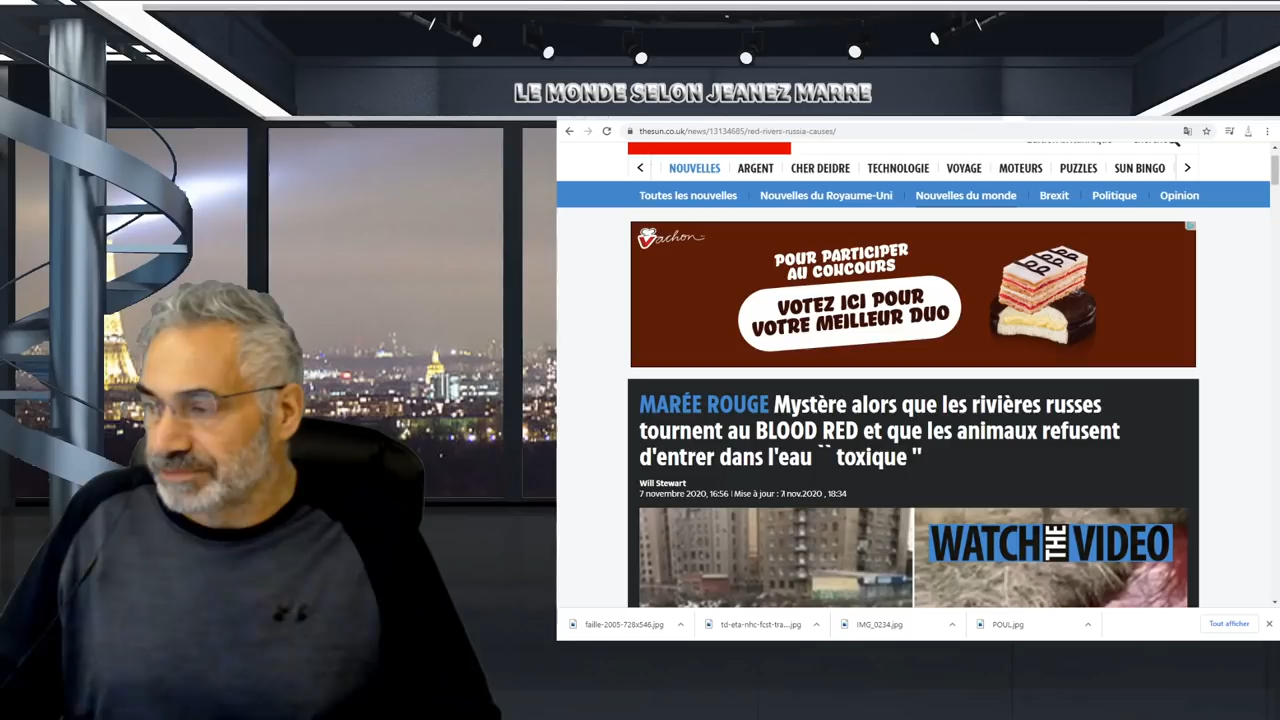 LE MONDE SELON JEANEZ MARRE
thesun.co.uk/news/13134685/red-rivers-russia-causes/
NOUVELLES ARGENT CHER DEIDRE TECHNOLOGIE VOYAGE MOTEURS PUZZLES SUN BINGO
Toutes les nouvelles Nouvelles du Royaume-Uni Nouvelles du monde Brexit Politique Opinion
Vachon
POUR PARTICIPER
AU CONCOURS
VOTEZ ICI POUR
VOTRE MEILLEUR DUO
MARÉE ROUGE Mystère alors que les rivières russes
tournent au BLOOD RED et que les animaux refusent
d'entrer dans l'eau `` toxique ''
Will Stewart
7 novembre 2020, 16:56 | Mise à jour : 7 nov.2020 , 18:34
WATCH THE VIDEO
faille-2005-728x546.jpg td-eta-nhc-fcst-tra....jpg IMG_0234.jpg POUL.jpg Tout afficher